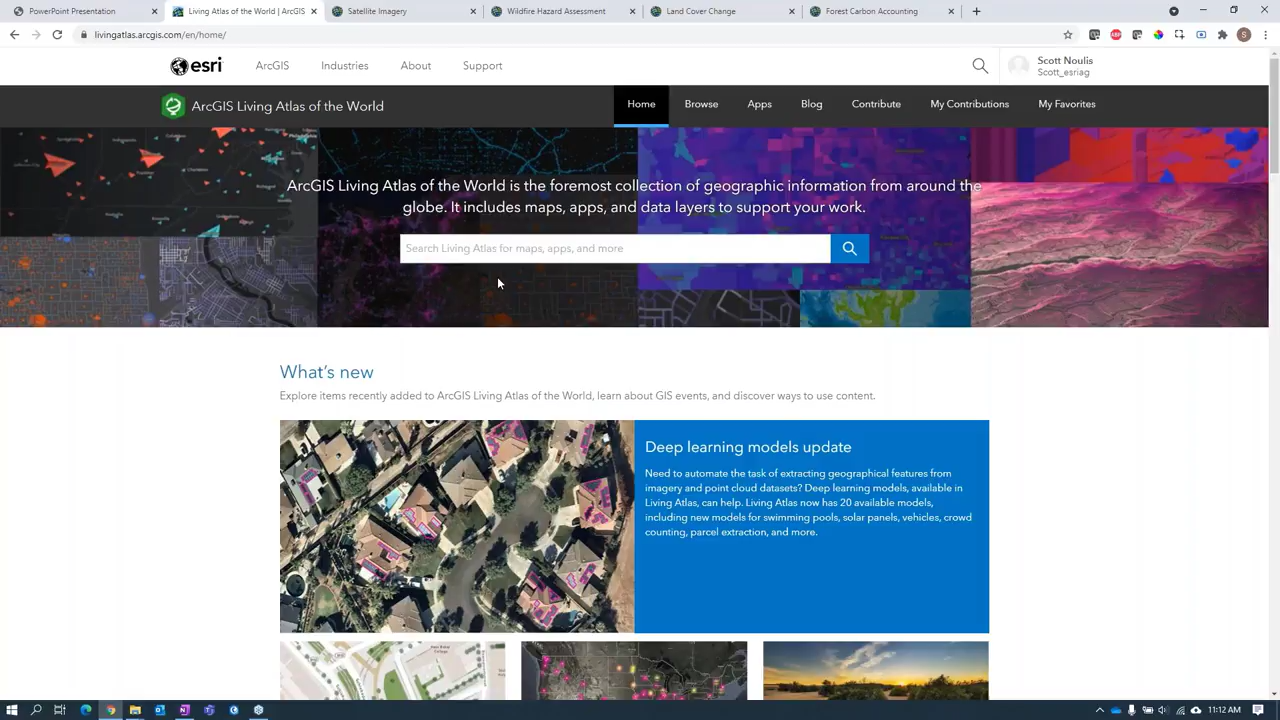 PowerPoint Presentation
Living Atlas of the World | ArcGIS
Satellite Imagery
Wildfire Hazard Assessment
Land Cover Change
Forest Carbon Accounting
livingatlas.arcgis.com/en/home/
esri
ArcGIS
Industries
About
Support
Scott Noulis
Scott_esriag
ArcGIS Living Atlas of the World
Home
Browse
Apps
Blog
Contribute
My Contributions
My Favorites
ArcGIS Living Atlas of the World is the foremost collection of geographic information from around the
globe. It includes maps, apps, and data layers to support your work.
Search Living Atlas for maps, apps, and more
What's new
Explore items recently added to ArcGIS Living Atlas of the World, learn about GIS events, and discover ways to use content.
Deep learning models update
Need to automate the task of extracting geographical features from
imagery and point cloud datasets? Deep learning models, available in
Living Atlas, can help. Living Atlas now has 20 available models,
including new models for swimming pools, solar panels, vehicles, crowd
counting, parcel extraction, and more.
11:12 AM